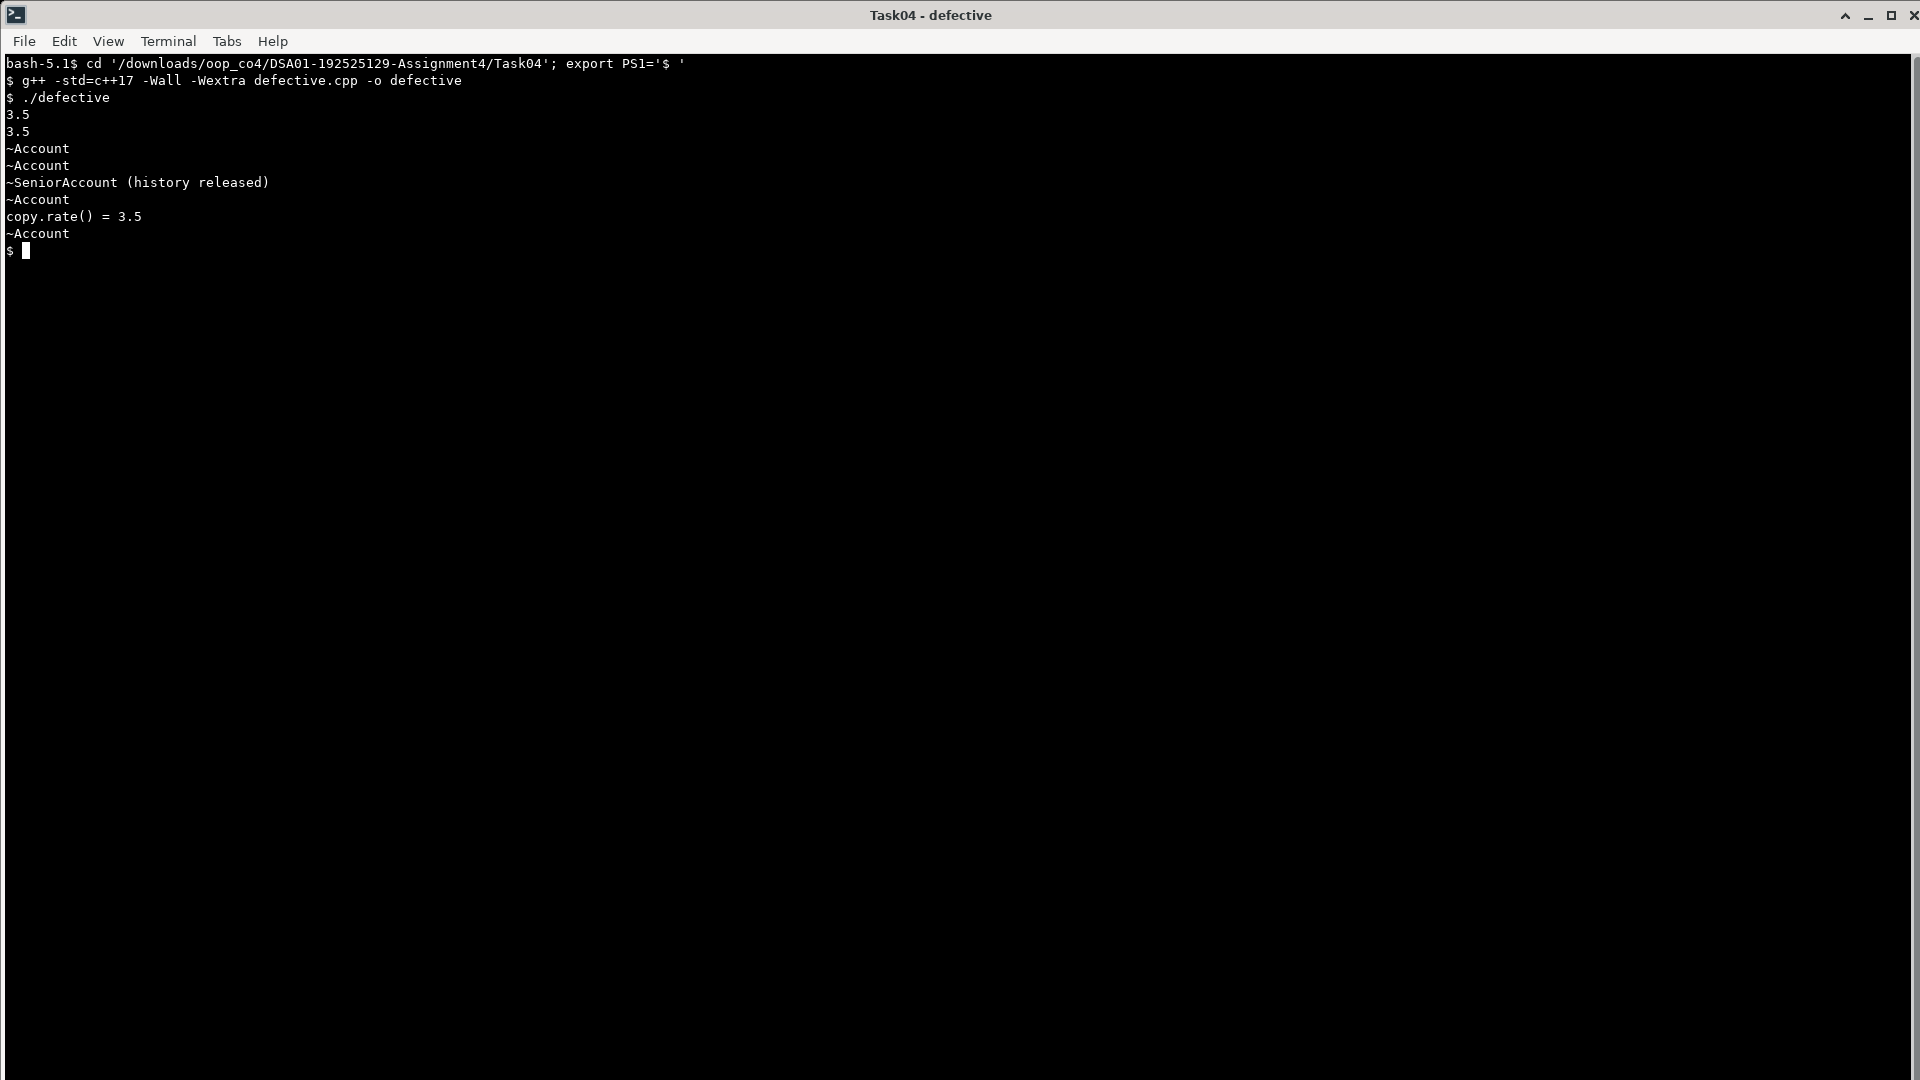 Task04 - defective
File Edit View Terminal Tabs Help
bash-5.1$ cd '/downloads/oop_co4/DSA01-192525129-Assignment4/Task04'; export PS1='$ '
$ g++ -std=c++17 -Wall -Wextra defective.cpp -o defective
$ ./defective
3.5
3.5
~Account
~Account
~SeniorAccount (history released)
~Account
copy.rate() = 3.5
~Account
$